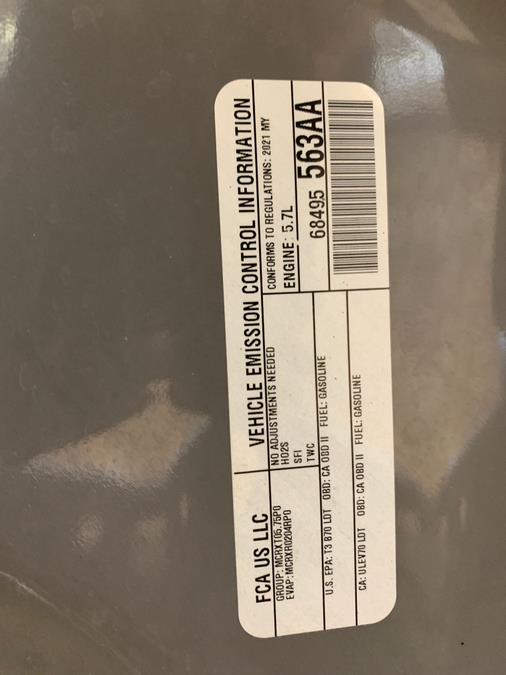 FCA US LLC
VEHICLE EMISSION CONTROL INFORMATION
GROUP: MCRXT05.75P0
EVAP: MCRXR0204RP0
NO ADJUSTMENTS NEEDED
HO2S
SFI
TWC
CONFORMS TO REGULATIONS: 2021 MY
ENGINE: 5.7L
68495 563AA
U.S. EPA: T3 B70 LDT OBD: CA OBD II FUEL: GASOLINE
CA: ULEV70 LDT OBD: CA OBD II FUEL: GASOLINE